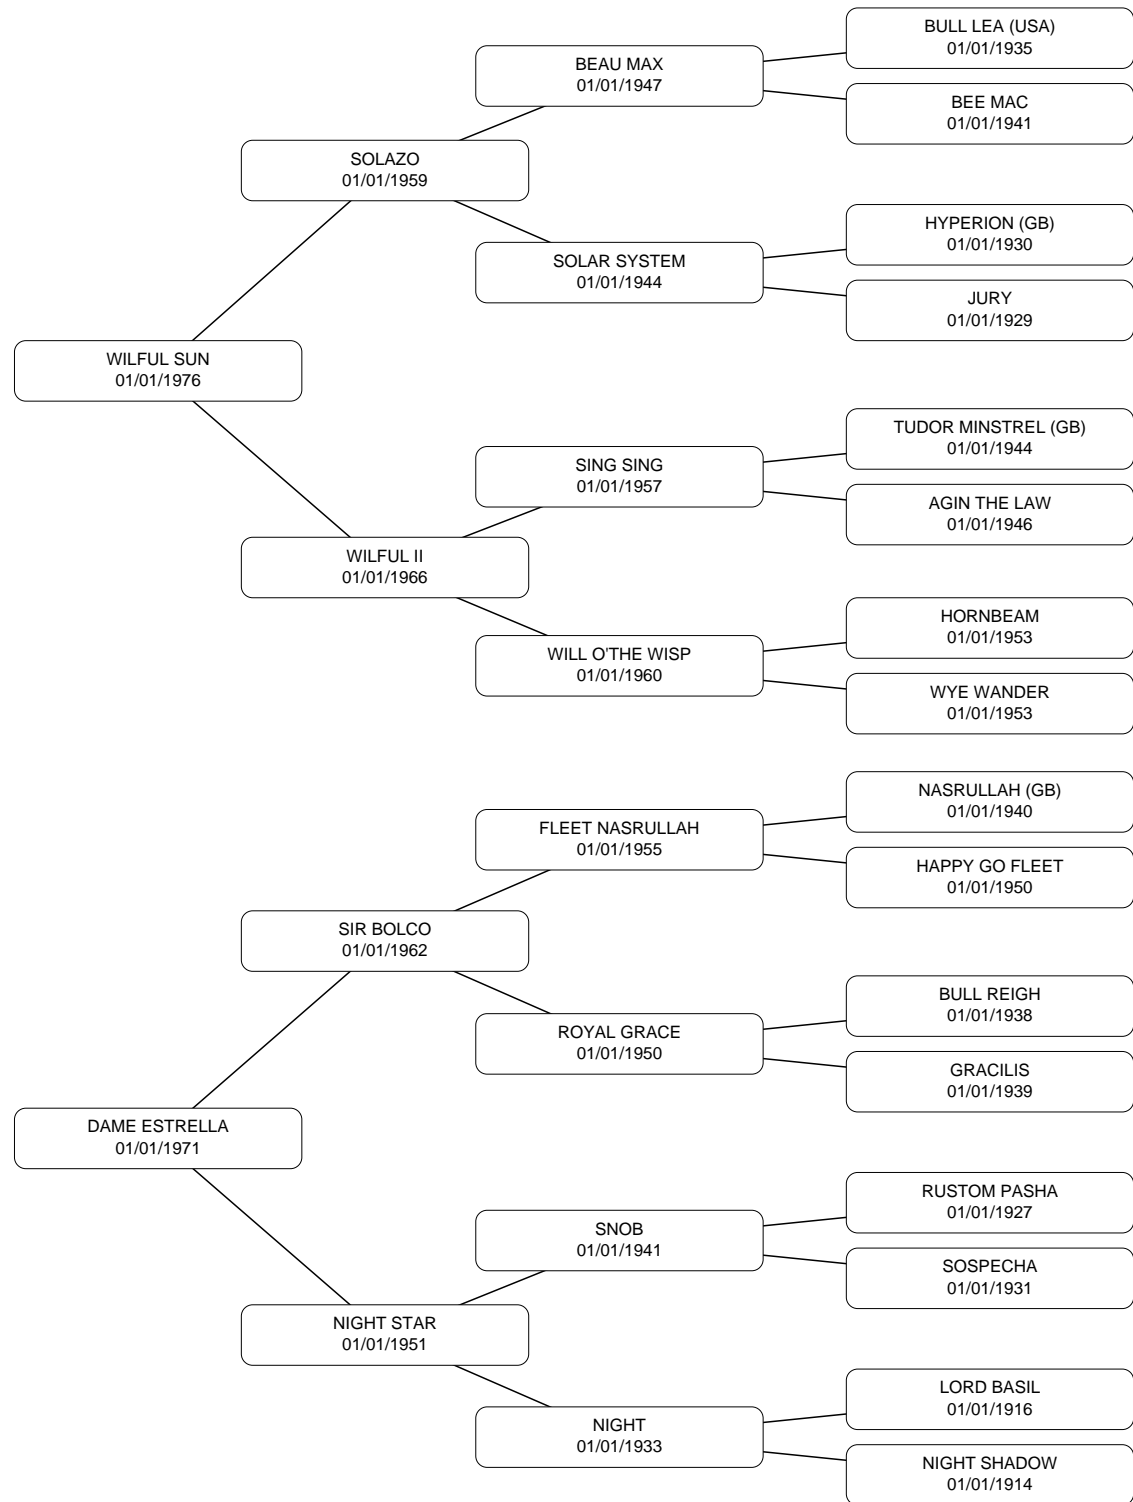 BULL LEA (USA)
01/01/1935
BEAU MAX
01/01/1947
BEE MAC
01/01/1941
SOLAZO
01/01/1959
HYPERION (GB)
01/01/1930
SOLAR SYSTEM
01/01/1944
JURY
01/01/1929
WILFUL SUN
01/01/1976
TUDOR MINSTREL (GB)
01/01/1944
SING SING
01/01/1957
AGIN THE LAW
01/01/1946
WILFUL II
01/01/1966
HORNBEAM
01/01/1953
WILL O'THE WISP
01/01/1960
WYE WANDER
01/01/1953
NASRULLAH (GB)
01/01/1940
FLEET NASRULLAH
01/01/1955
HAPPY GO FLEET
01/01/1950
SIR BOLCO
01/01/1962
BULL REIGH
01/01/1938
ROYAL GRACE
01/01/1950
GRACILIS
01/01/1939
DAME ESTRELLA
01/01/1971
RUSTOM PASHA
01/01/1927
SNOB
01/01/1941
SOSPECHA
01/01/1931
NIGHT STAR
01/01/1951
LORD BASIL
01/01/1916
NIGHT
01/01/1933
NIGHT SHADOW
01/01/1914